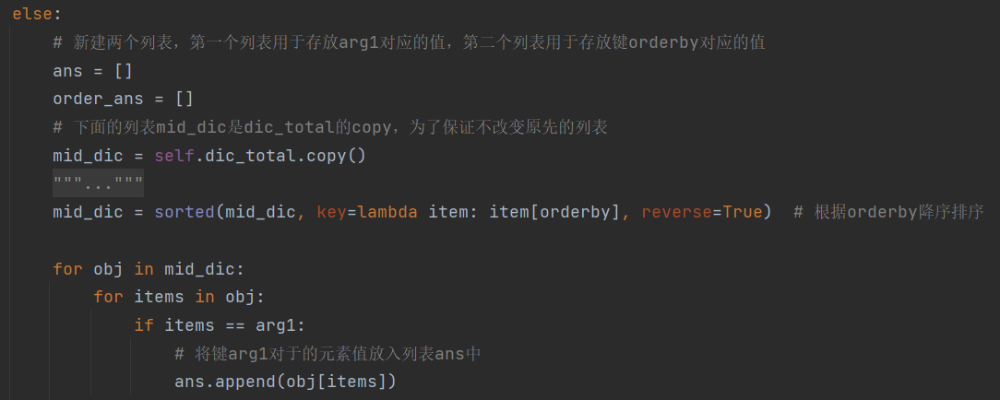 else:
# 新建两个列表，第一个列表用于存放arg1对应的值，第二个列表用于存放键orderby对应的值
ans = []
order_ans = []
# 下面的列表mid_dic是dic_total的copy，为了保证不改变原先的列表
mid_dic = self.dic_total.copy()
"""..."""
mid_dic = sorted(mid_dic, key=lambda item: item[orderby], reverse=True)  # 根据orderby降序排序
for obj in mid_dic:
for items in obj:
if items == arg1:
# 将键arg1对于的元素值放入列表ans中
ans.append(obj[items])